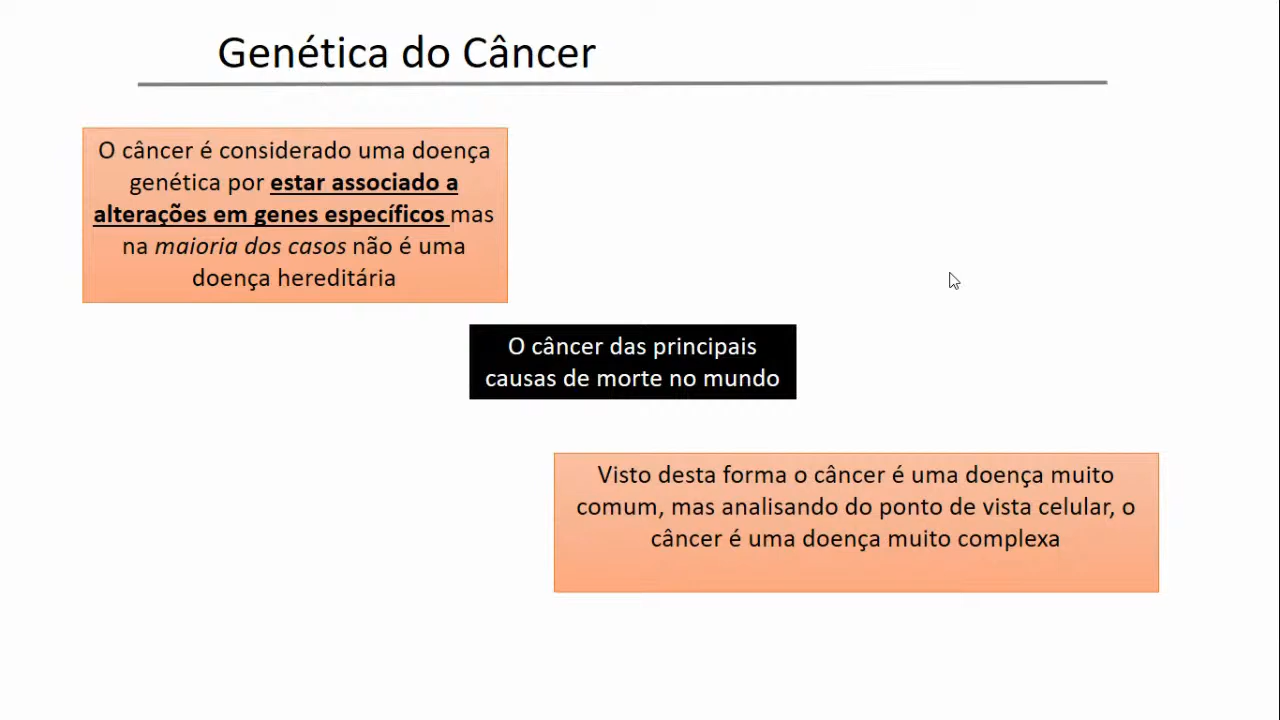 Genética do Câncer
O câncer é considerado uma doença
genética por estar associado a
alterações em genes específicos mas
na maioria dos casos não é uma
doença hereditária
O câncer das principais
causas de morte no mundo
Visto desta forma o câncer é uma doença muito
comum, mas analisando do ponto de vista celular, o
câncer é uma doença muito complexa